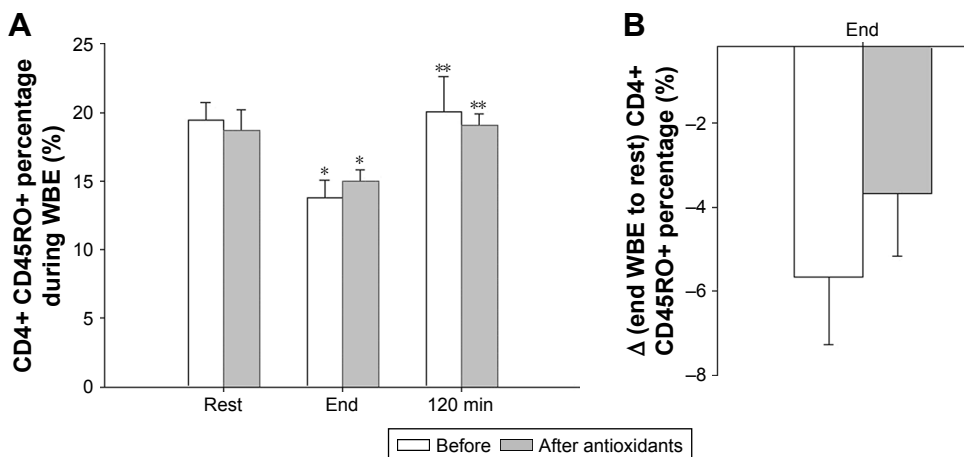 A
CD4+ CD45RO+ percentage
during WBE (%)
25
20
15
10
5
0
*
*
**
**
Rest
End
120 min
B
Δ (end WBE to rest) CD4+
CD45RO+ percentage (%)
End
–2
–4
–6
–8
Before
After antioxidants